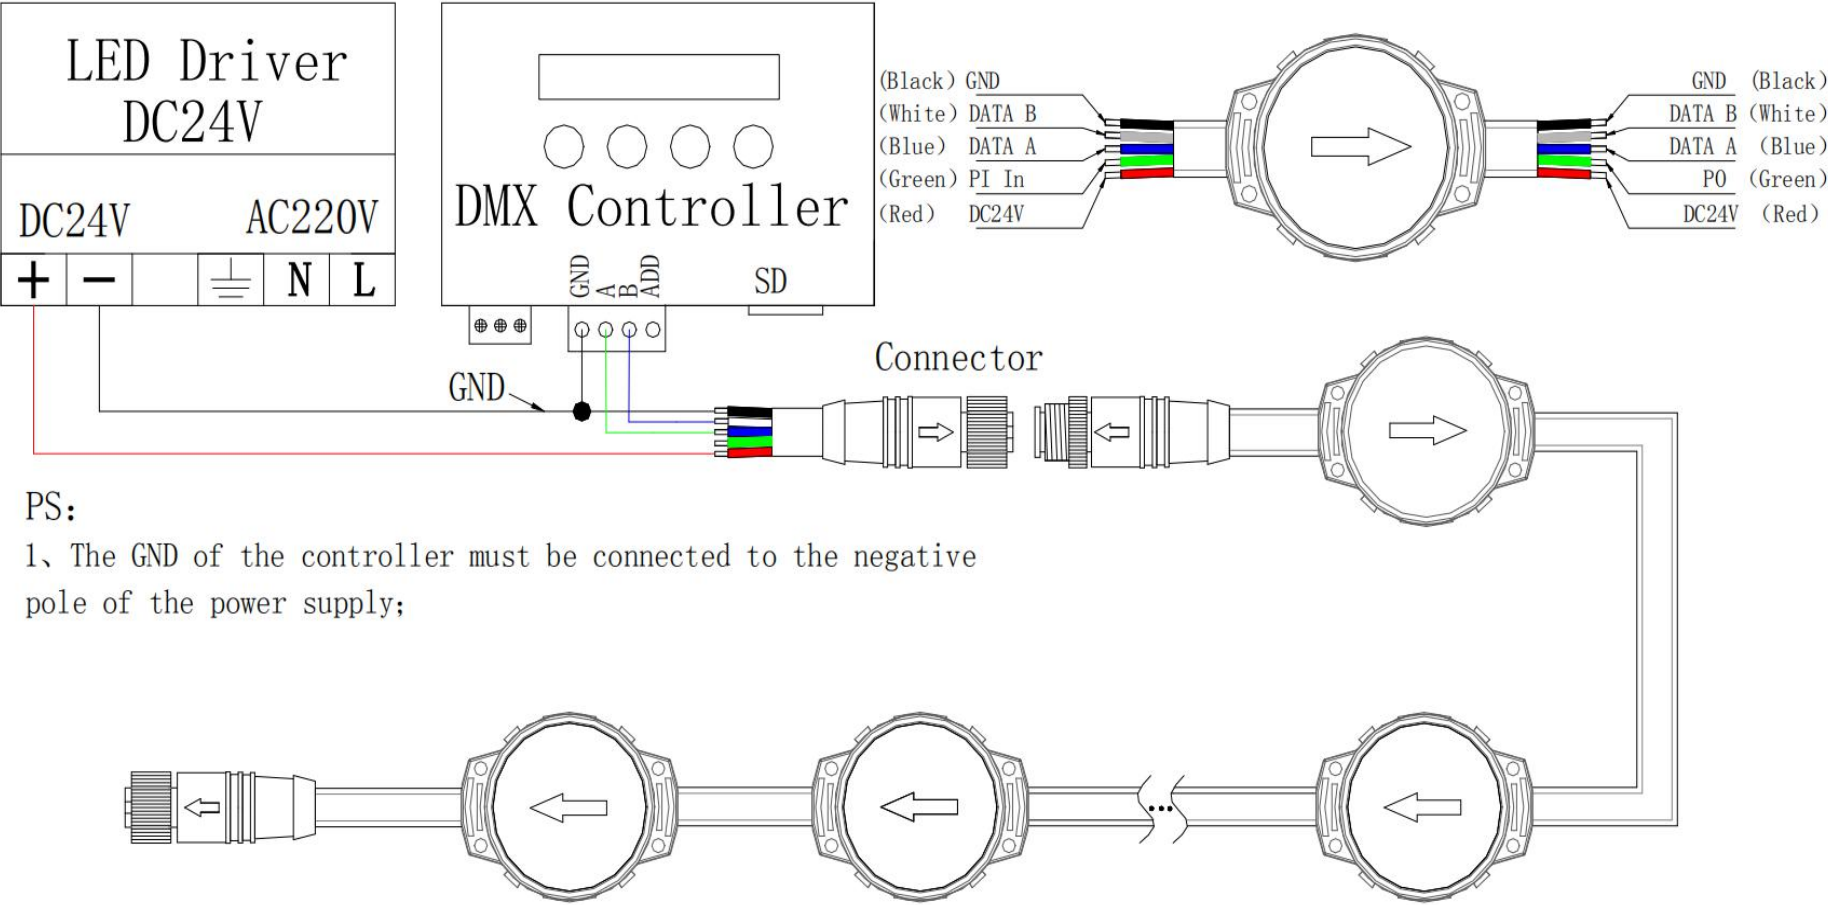 LED Driver
DC24V
DC24V AC220V
+ − N L
DMX Controller
GND A B ADD
SD
(Black) GND
(White) DATA B
(Blue) DATA A
(Green) PI In
(Red) DC24V
GND (Black)
DATA B (White)
DATA A (Blue)
PO (Green)
DC24V (Red)
GND
Connector
PS:
1、The GND of the controller must be connected to the negative
pole of the power supply;